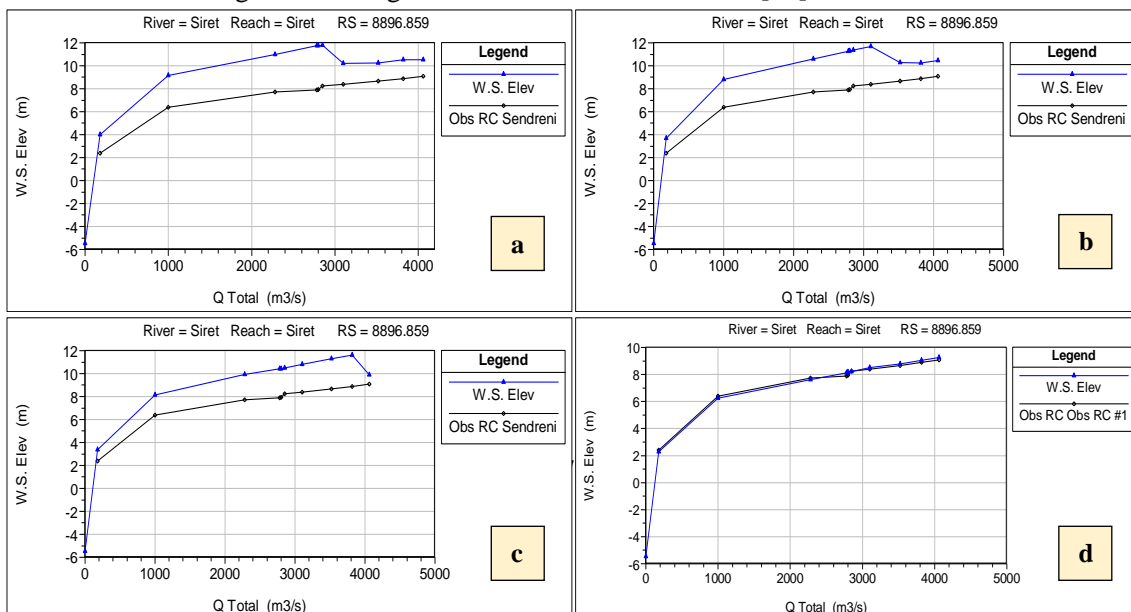 River = Siret Reach = Siret RS = 8896.859
12
10
8
6
4
2
0
-2
-4
-6
W.S. Elev (m)
0 1000 2000 3000 4000
Q Total (m3/s)
Legend
W.S. Elev
Obs RC Sendreni
a
River = Siret Reach = Siret RS = 8896.859
12
10
8
6
4
2
0
-2
-4
-6
W.S. Elev (m)
0 1000 2000 3000 4000 5000
Q Total (m3/s)
Legend
W.S. Elev
Obs RC Sendreni
b
River = Siret Reach = Siret RS = 8896.859
12
10
8
6
4
2
0
-2
-4
-6
W.S. Elev (m)
0 1000 2000 3000 4000 5000
Q Total (m3/s)
Legend
W.S. Elev
Obs RC Sendreni
c
River = Siret Reach = Siret RS = 8896.859
10
8
6
4
2
0
-2
-4
-6
W.S. Elev (m)
0 1000 2000 3000 4000 5000
Q Total (m3/s)
Legend
W.S. Elev
Obs RC Obs RC #1
d